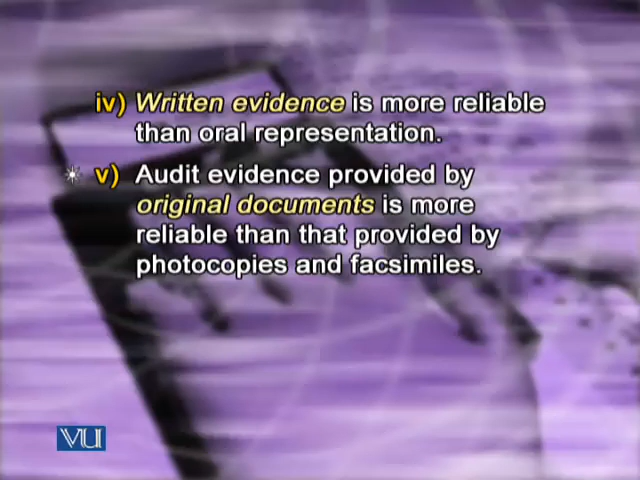 iv) Written evidence is more reliable
than oral representation.
v) Audit evidence provided by
original documents is more
reliable than that provided by
photocopies and facsimiles.
VU